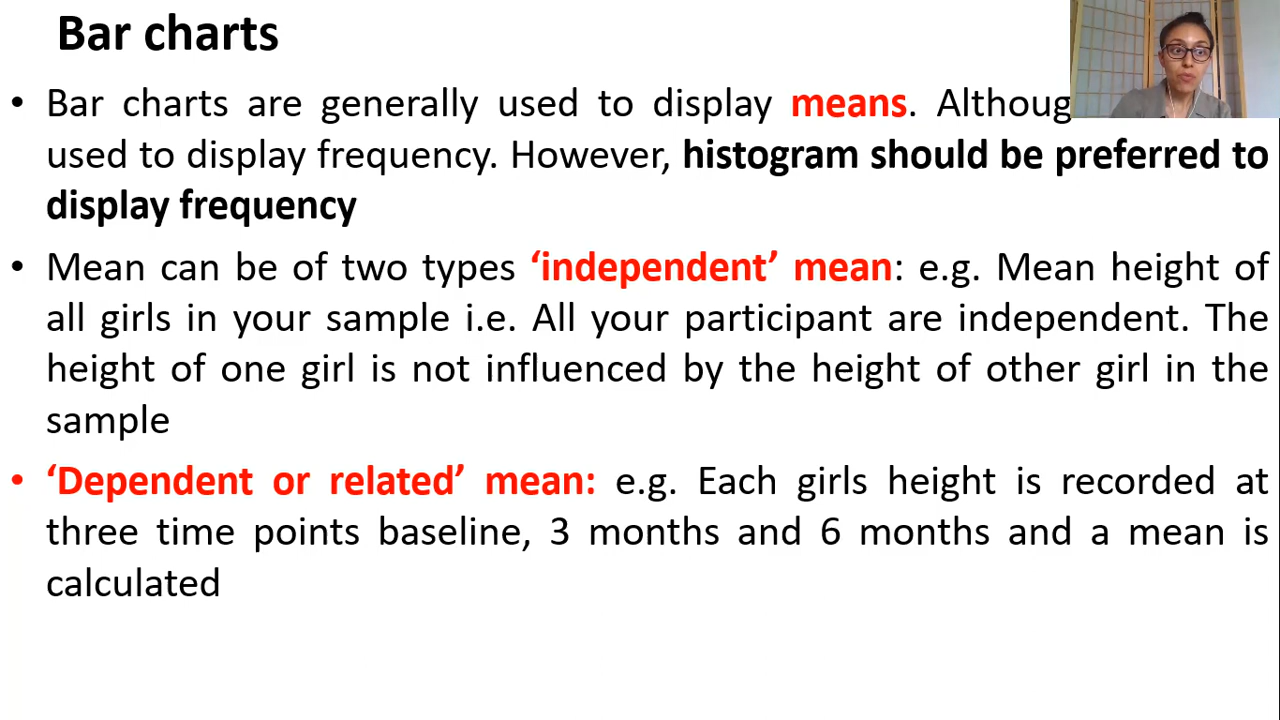 Bar charts
• Bar charts are generally used to display means.
used to display frequency. However, histogram should be preferred to
display frequency
• Mean can be of two types ‘independent’ mean: e.g. Mean height of
all girls in your sample i.e. All your participant are independent. The
height of one girl is not influenced by the height of other girl in the
sample
• ‘Dependent or related’ mean: e.g. Each girls height is recorded at
three time points baseline, 3 months and 6 months and a mean is
calculated